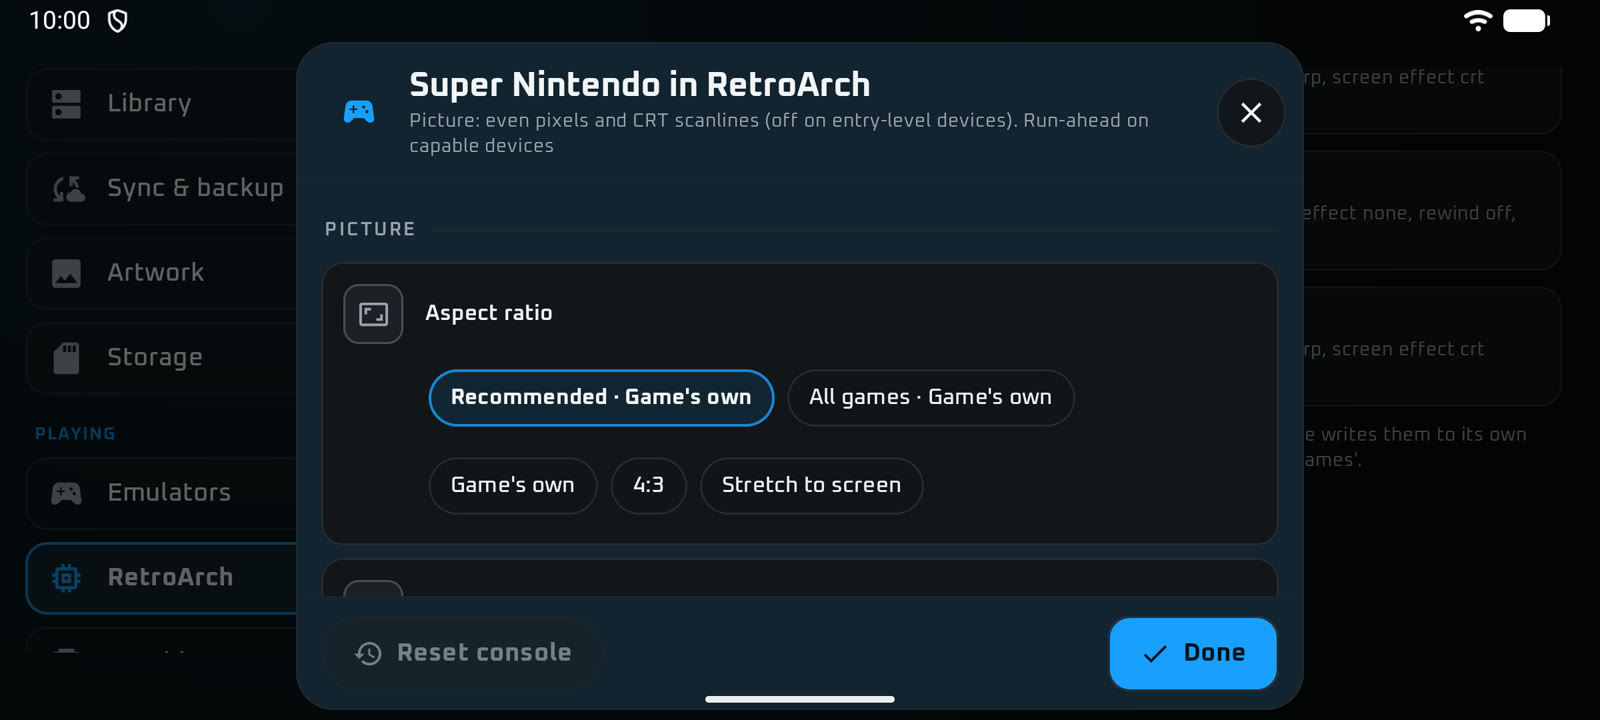 10:00
Library
Sync & backup
Artwork
Storage
PLAYING
Emulators
RetroArch
Super Nintendo in RetroArch
Picture: even pixels and CRT scanlines (off on entry-level devices). Run-ahead on
capable devices
PICTURE
Aspect ratio
Recommended · Game's own
All games · Game's own
Game's own
4:3
Stretch to screen
Reset console
Done
screen effect crt
effect none, rewind off,
screen effect crt
writes them to its own